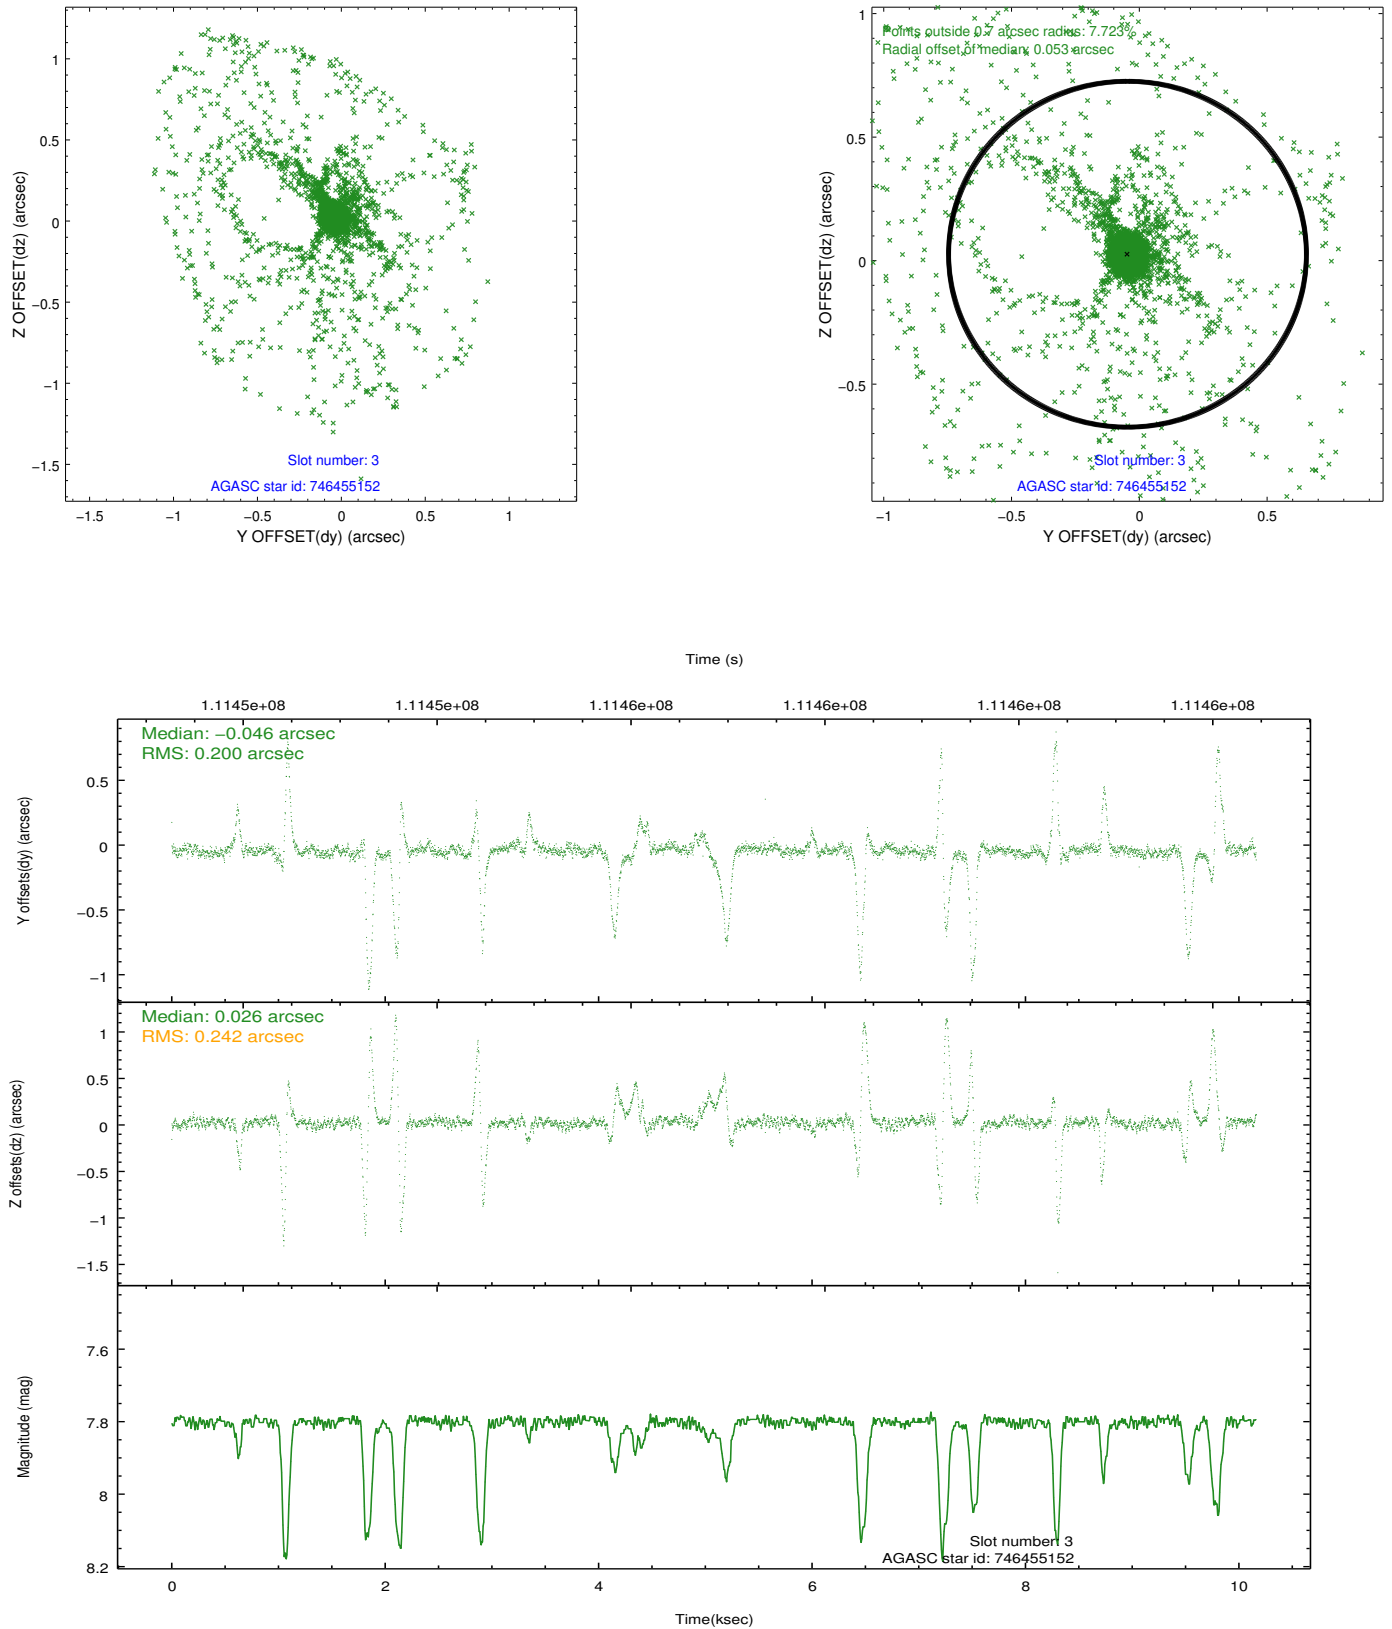 1
0.5
0
−0.5
−1
−1.5
Z OFFSET(dz) (arcsec)
Slot number: 3
AGASC star id: 746455152
−1.5
−1
−0.5
0
0.5
1
Y OFFSET(dy) (arcsec)
1
0.5
0
−0.5
Z OFFSET(dz) (arcsec)
Points outside 0.7 arcsec radius: 7.723%
Radial offset of median: 0.053 arcsec
Slot number: 3
AGASC star id: 746455152
−1
−0.5
0
0.5
Y OFFSET(dy) (arcsec)
Time (s)
1.1145e+08
1.1145e+08
1.1146e+08
1.1146e+08
1.1146e+08
1.1146e+08
Median: −0.046 arcsec
RMS: 0.200 arcsec
0.5
0
−0.5
−1
Y offsets(dy) (arcsec)
Median: 0.026 arcsec
RMS: 0.242 arcsec
1
0.5
0
−0.5
−1
−1.5
Z offsets(dz) (arcsec)
7.6
7.8
8
8.2
Magnitude (mag)
Slot number: 3
AGASC star id: 746455152
0
2
4
6
8
10
Time(ksec)